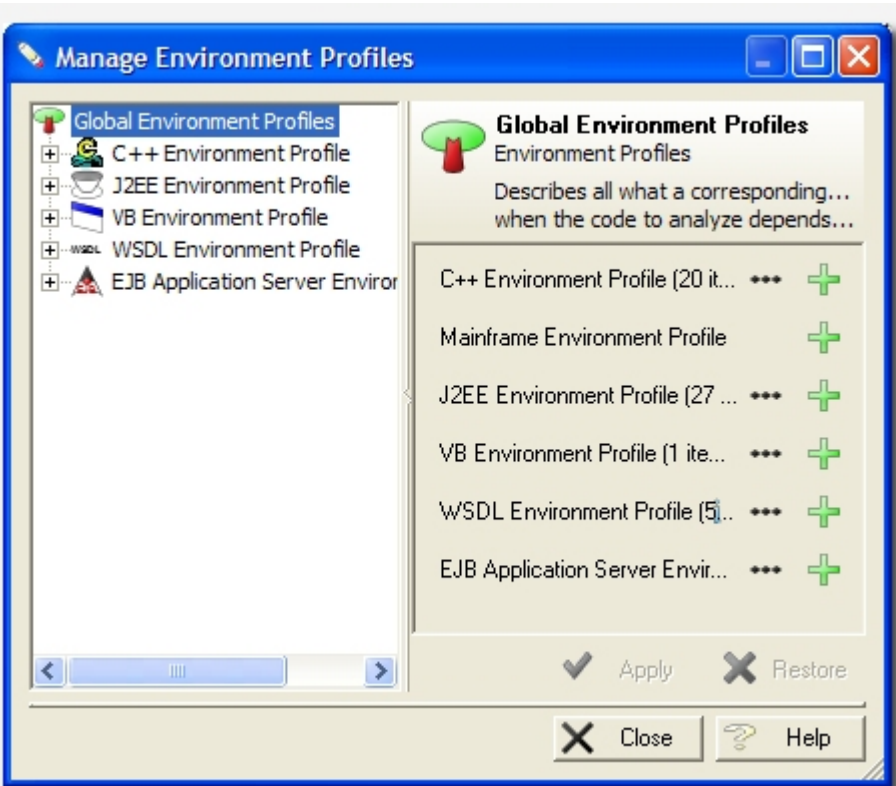 Manage Environment Profiles
Global Environment Profiles
C++ Environment Profile
J2EE Environment Profile
VB Environment Profile
WSDL WSDL Environment Profile
EJB Application Server Environ
Global Environment Profiles
Environment Profiles
Describes all what a corresponding...
when the code to analyze depends...
C++ Environment Profile (20 it...
Mainframe Environment Profile
J2EE Environment Profile (27 ...
VB Environment Profile (1 ite...
WSDL Environment Profile (5i..
EJB Application Server Envir...
Apply
Restore
Close
Help